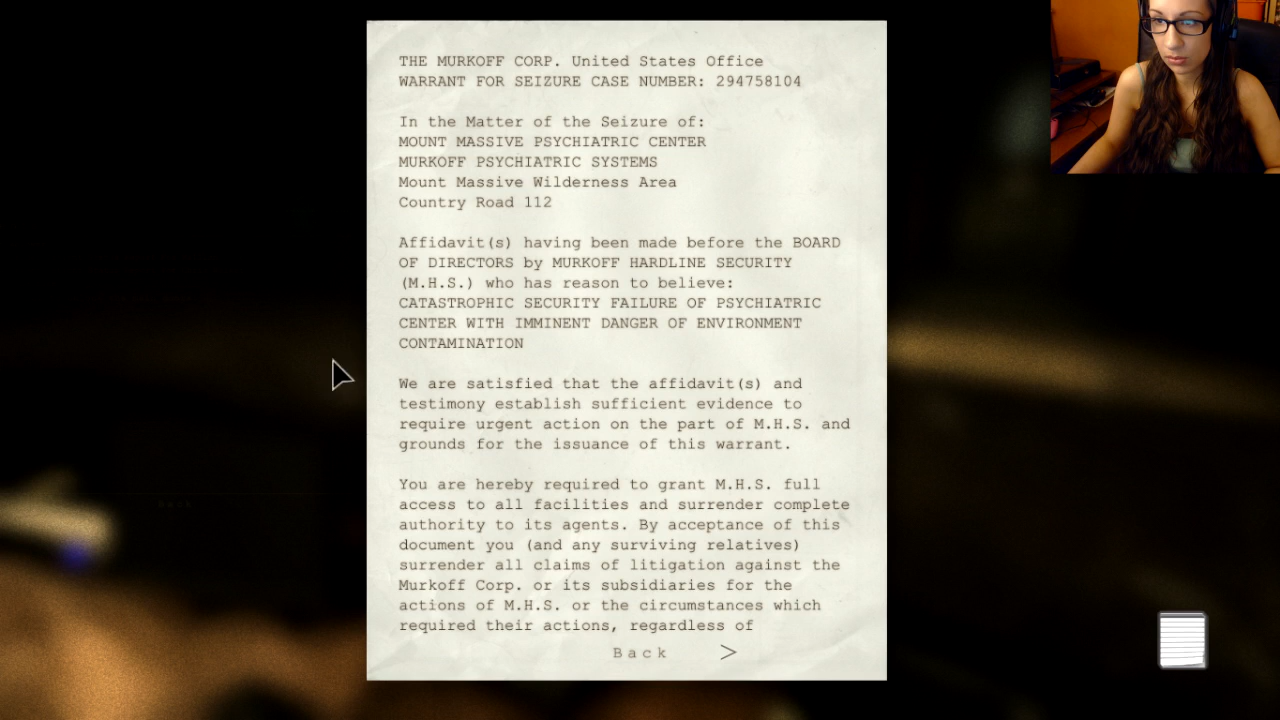 THE MURKOFF CORP. United States Office
WARRANT FOR SEIZURE CASE NUMBER: 294758104
In the Matter of the Seizure of:
MOUNT MASSIVE PSYCHIATRIC CENTER
MURKOFF PSYCHIATRIC SYSTEMS
Mount Massive Wilderness Area
Country Road 112
Affidavit(s) having been made before the BOARD
OF DIRECTORS by MURKOFF HARDLINE SECURITY
(M.H.S.) who has reason to believe:
CATASTROPHIC SECURITY FAILURE OF PSYCHIATRIC
CENTER WITH IMMINENT DANGER OF ENVIRONMENT
CONTAMINATION
We are satisfied that the affidavit(s) and
testimony establish sufficient evidence to
require urgent action on the part of M.H.S. and
grounds for the issuance of this warrant.
You are hereby required to grant M.H.S. full
access to all facilities and surrender complete
authority to its agents. By acceptance of this
document you (and any surviving relatives)
surrender all claims of litigation against the
Murkoff Corp. or its subsidiaries for the
actions of M.H.S. or the circumstances which
required their actions, regardless of
Back >